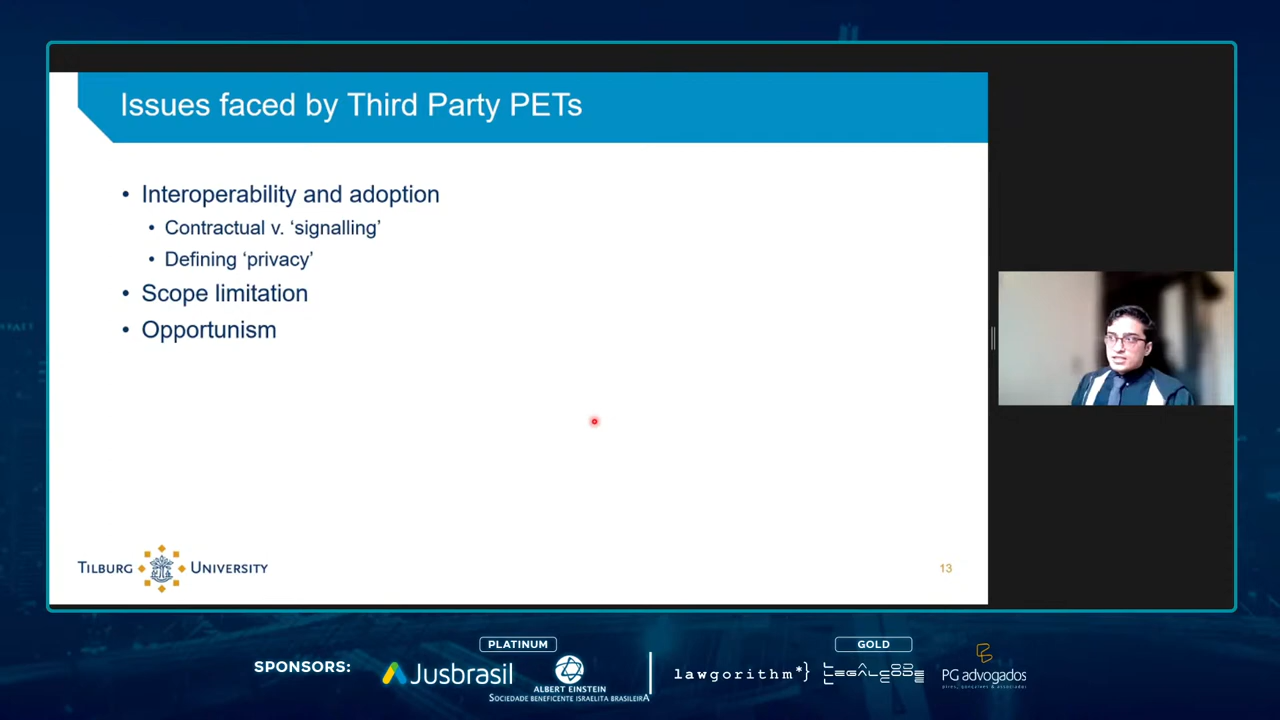 Issues faced by Third Party PETs
• Interoperability and adoption
• Contractual v. ‘signalling’
• Defining ‘privacy’
• Scope limitation
• Opportunism
TILBURG UNIVERSITY
13
SPONSORS:
PLATINUM
Jusbrasil
ALBERT EINSTEIN
SOCIEDADE BENEFICENTE ISRAELITA BRASILEIRA
lawgorithm*}
GOLD
LEGALCODE
PG advogados